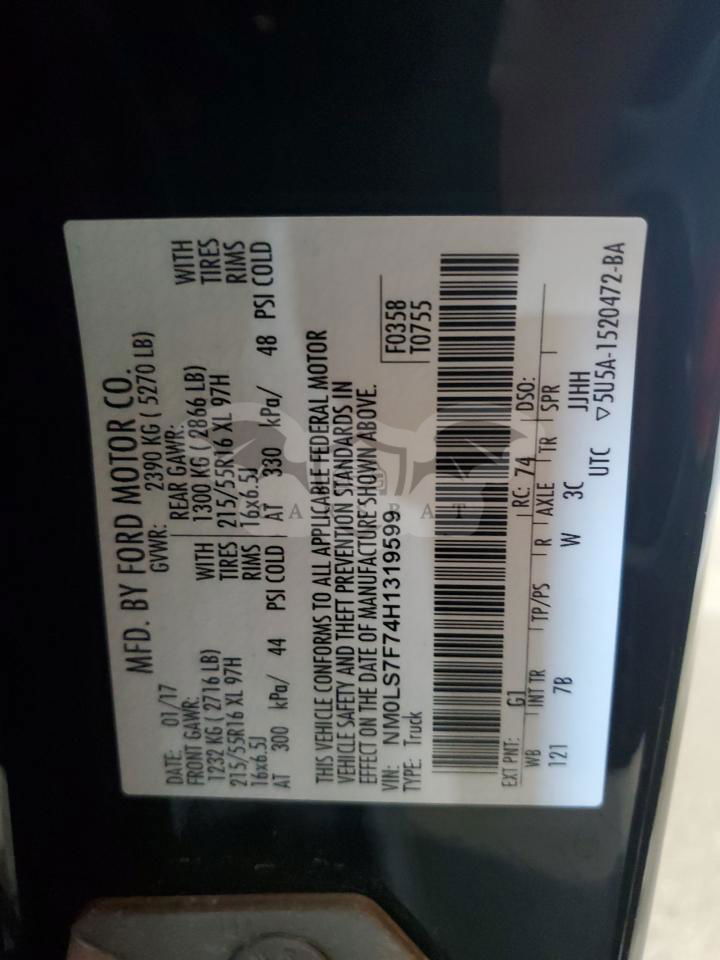 MFD. BY FORD MOTOR CO.
DATE: 01/17 GVWR: 2390 KG ( 5270 LB)
FRONT GAWR: REAR GAWR:
1232 KG ( 2716 LB) WITH 1300 KG ( 2866 LB) WITH
215/55R16 XL 97H TIRES 215/55R16 XL 97H TIRES
16x6.5J RIMS 16x6.5J RIMS
AT 300 kPa/ 44 PSI COLD AT 330 kPa/ 48 PSI COLD
THIS VEHICLE CONFORMS TO ALL APPLICABLE FEDERAL MOTOR
VEHICLE SAFETY AND THEFT PREVENTION STANDARDS IN
EFFECT ON THE DATE OF MANUFACTURE SHOWN ABOVE.
VIN: NM0LS7F74H1319599 F0358
TYPE: Truck T0755
EXT PNT: G1 RC: 74 DSO:
WB INT TR TP/PS R AXLE TR SPR
121 7B W 3C JJHH
UTC ▽5U5A-1520472-BA